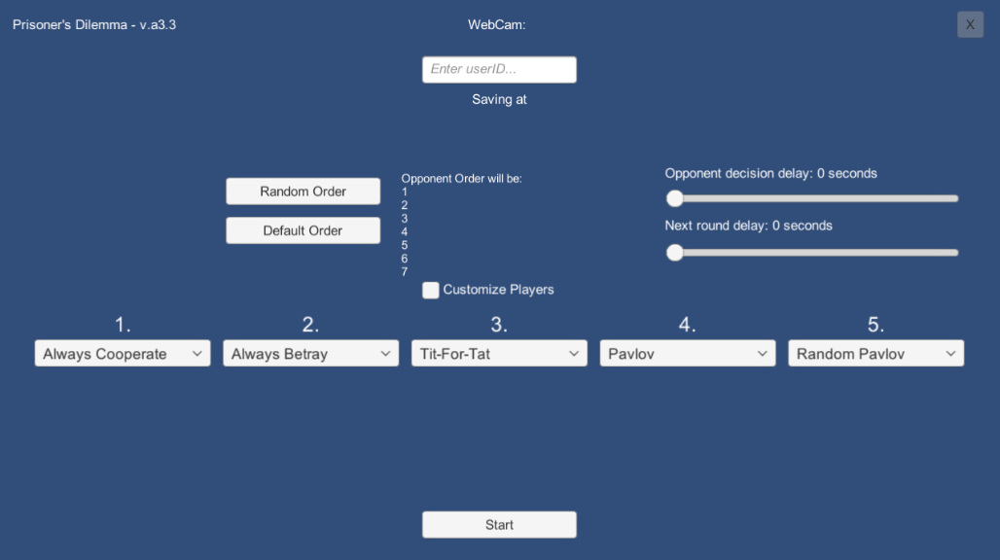 Prisoner's Dilemma - v.a3.3
WebCam:
X
Enter userID...
Saving at
Random Order
Default Order
Opponent Order will be:
1
2
3
4
5
6
7
Customize Players
Opponent decision delay: 0 seconds
Next round delay: 0 seconds
1.
2.
3.
4.
5.
Always Cooperate
Always Betray
Tit-For-Tat
Pavlov
Random Pavlov
Start